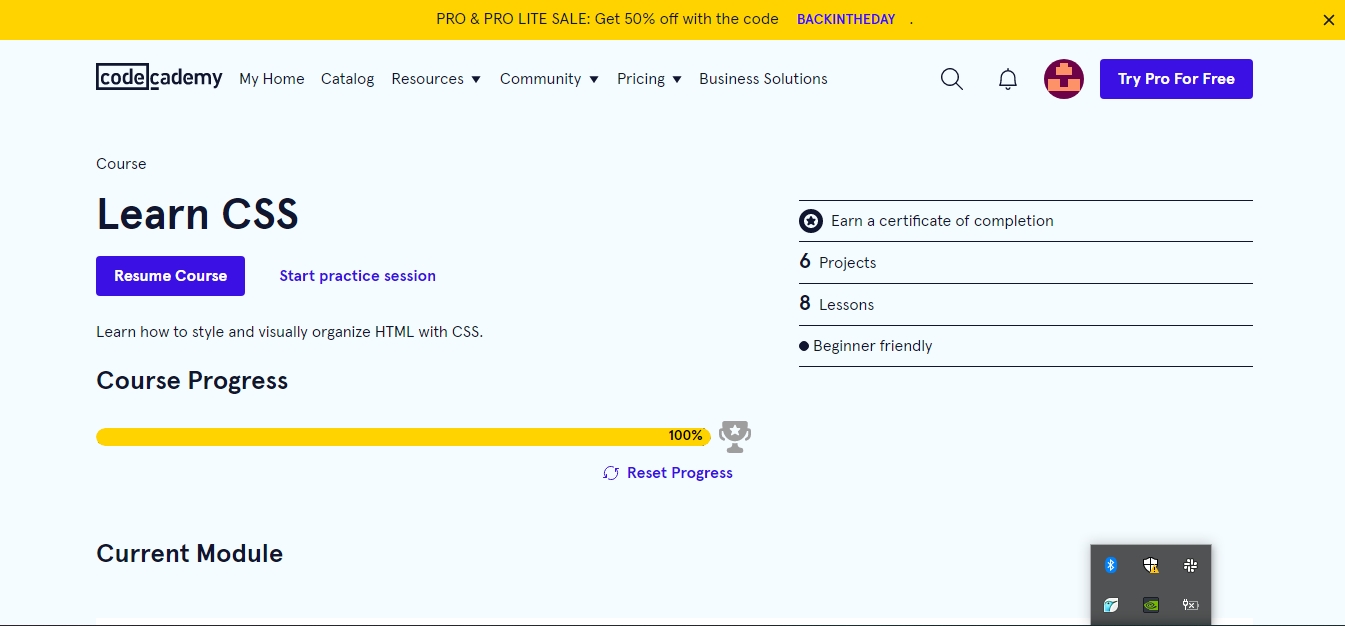 PRO & PRO LITE SALE: Get 50% off with the code BACKINTHEDAY .
codecademy My Home Catalog Resources Community Pricing Business Solutions Try Pro For Free
Course
Learn CSS
Resume Course Start practice session
Learn how to style and visually organize HTML with CSS.
Course Progress
100%
Reset Progress
Earn a certificate of completion
6 Projects
8 Lessons
Beginner friendly
Current Module